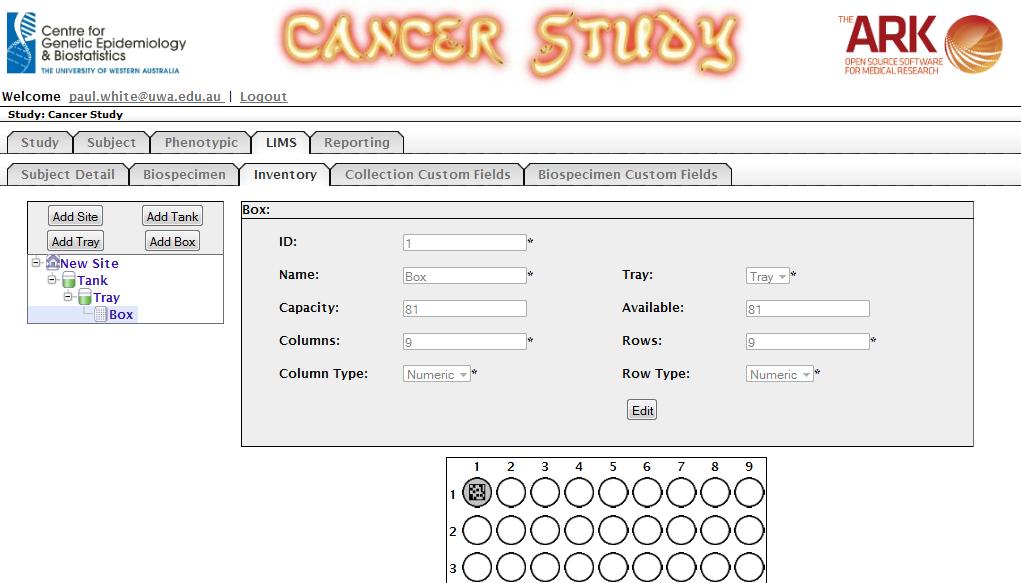 Centre for
Genetic Epidemiology
& Biostatistics
THE UNIVERSITY OF WESTERN AUSTRALIA
CANCER STUDY
THE ARK
OPEN SOURCE SOFTWARE
FOR MEDICAL RESEARCH
Welcome paul.white@uwa.edu.au | Logout
Study: Cancer Study
Study Subject Phenotypic LIMS Reporting
Subject Detail Biospecimen Inventory Collection Custom Fields Biospecimen Custom Fields
Add Site Add Tank
Add Tray Add Box
New Site
Tank
Tray
Box
Box:
ID: 1*
Name: Box* Tray: Tray*
Capacity: 81 Available: 81
Columns: 9* Rows: 9*
Column Type: Numeric* Row Type: Numeric*
Edit
1 2 3 4 5 6 7 8 9
1
2
3